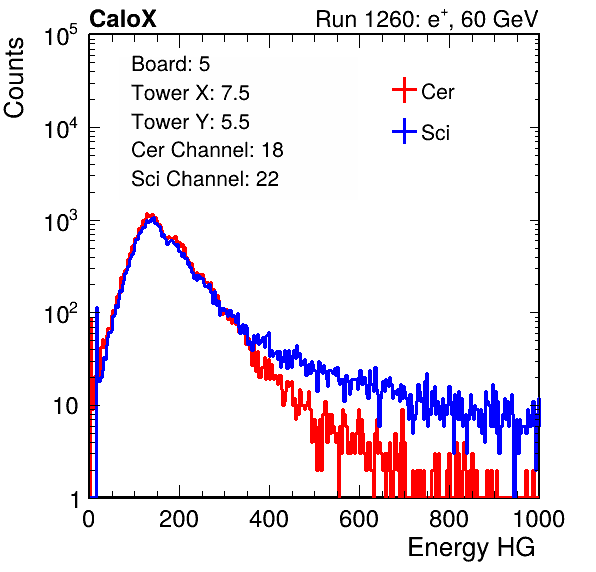 CaloX Run 1260: e⁺, 60 GeV
Counts
Board: 5
Tower X: 7.5
Tower Y: 5.5
Cer Channel: 18
Sci Channel: 22
Cer
Sci
10⁵
10⁴
10³
10²
10
1
0 200 400 600 800 1000
Energy HG